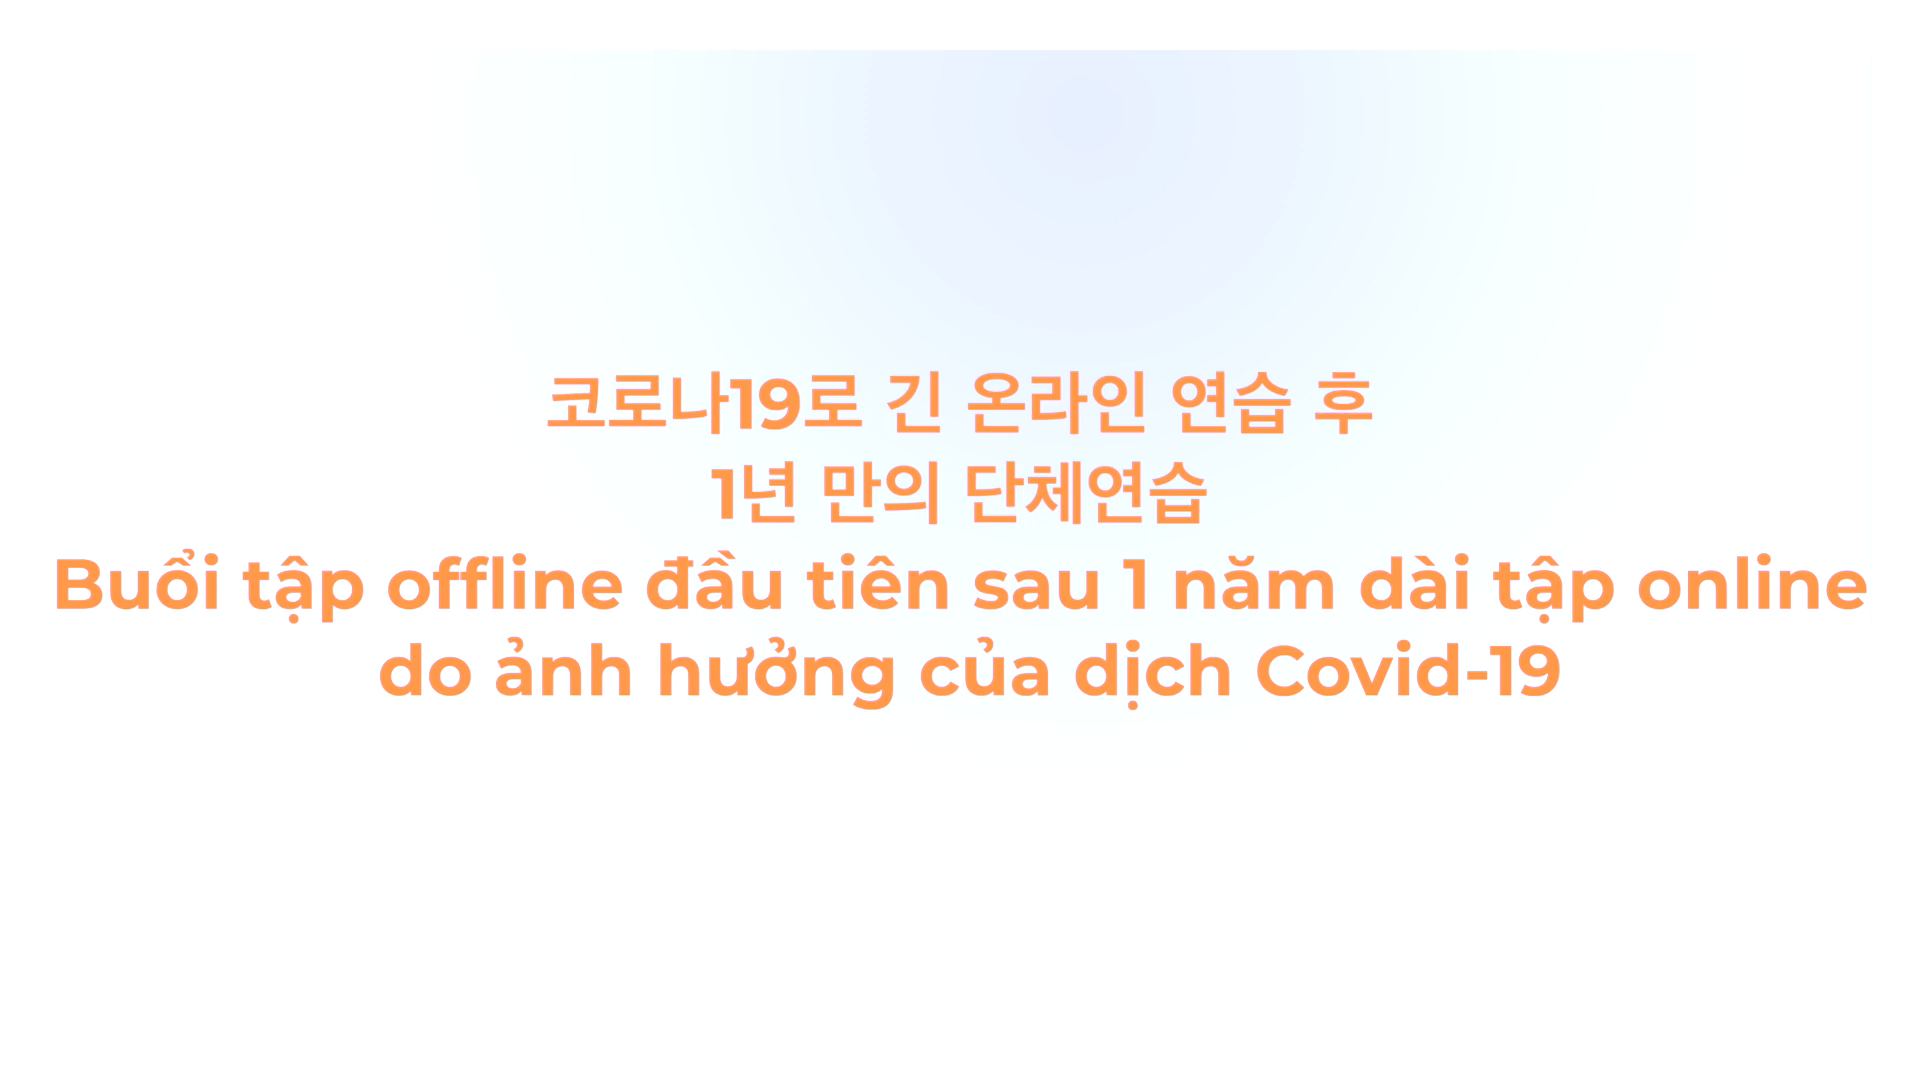 코로나19로 긴 온라인 연습 후
1년 만의 단체연습
Buổi tập offline đầu tiên sau 1 năm dài tập online
do ảnh hưởng của dịch Covid-19